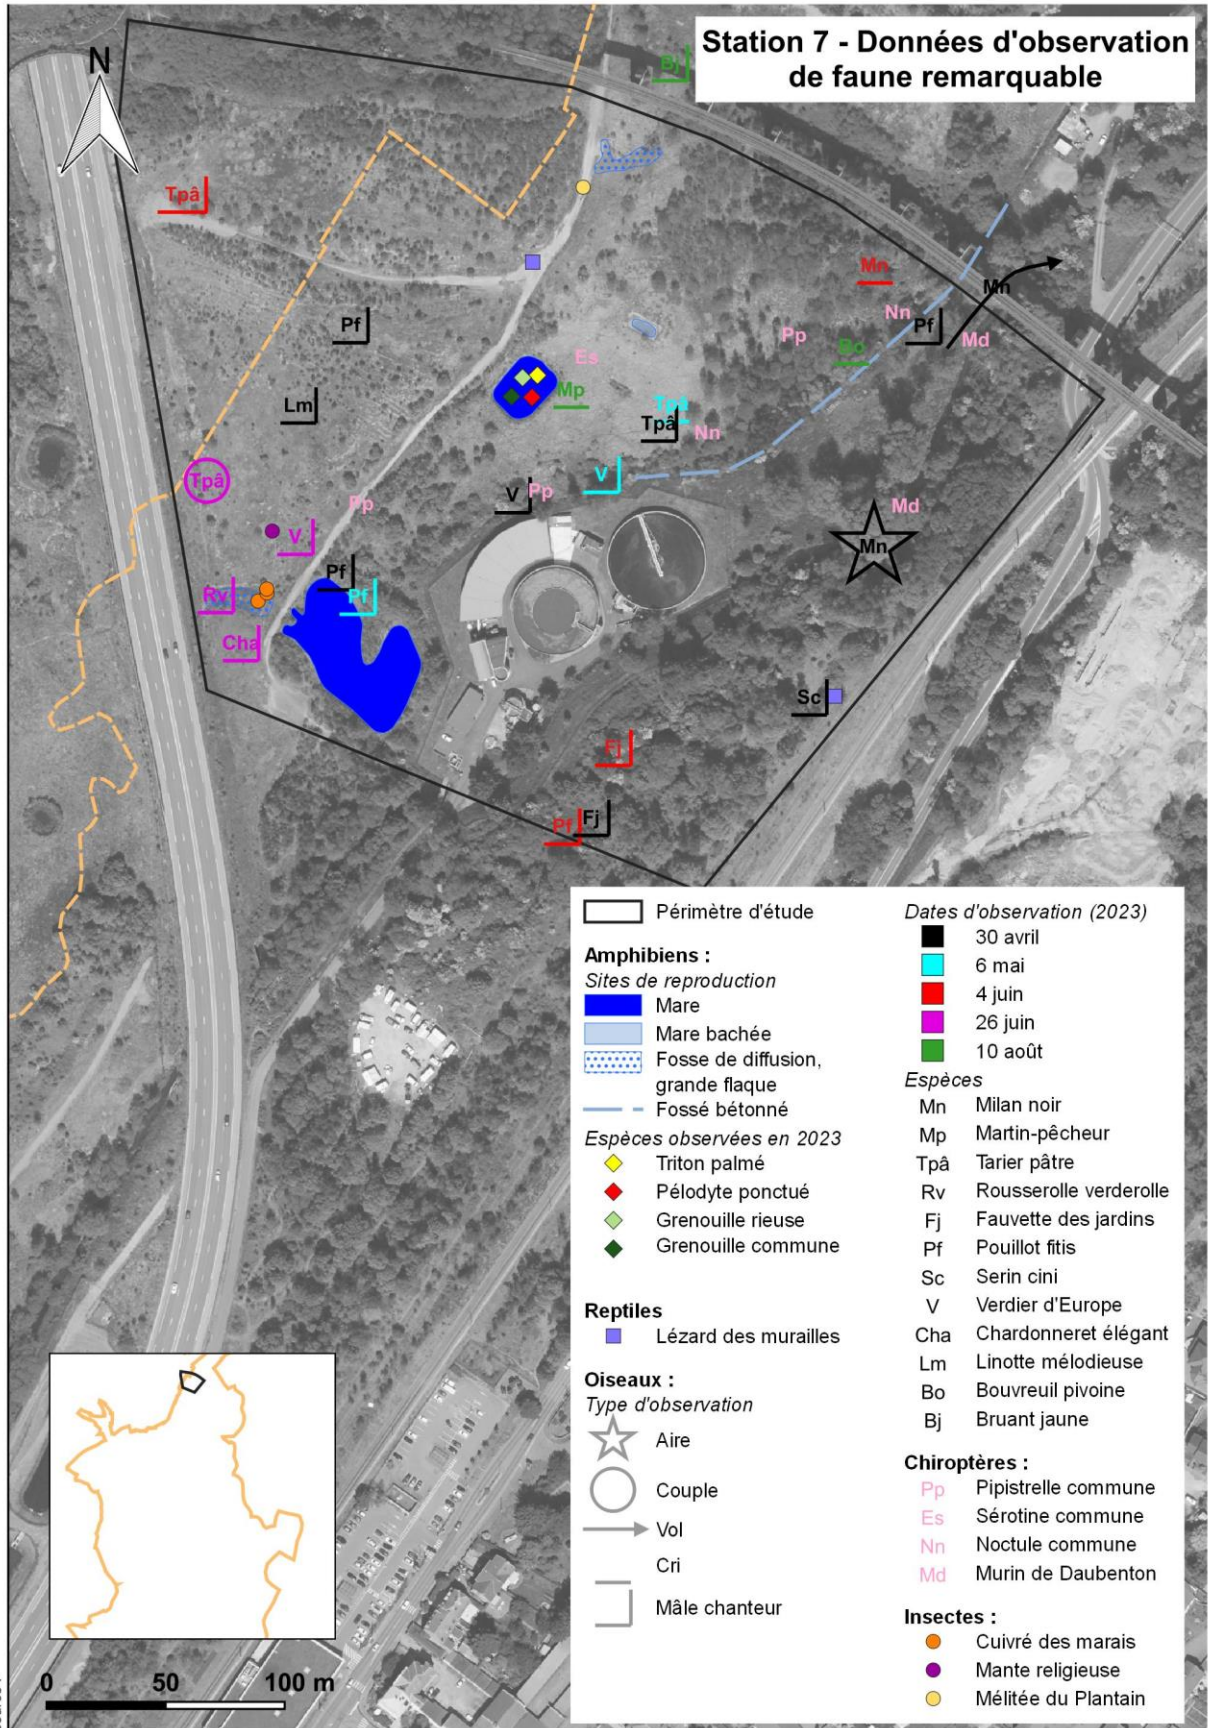 Station 7 - Données d'observation
de faune remarquable
N
Bj
Tpâ
Mn
Mn
Nn
Pf
Pf
Md
Pp
Bo
Es
Mp
Lm
Tpâ
Tpâ
Nn
V
Tpâ
V
Pp
Pp
Md
V
Mn
Pf
Pf
Rv
Cha
Sc
Fj
Pf
Fj
Périmètre d'étude
Amphibiens :
Sites de reproduction
Mare
Mare bachée
Fosse de diffusion,
grande flaque
Fossé bétonné
Espèces observées en 2023
Triton palmé
Pélodyte ponctué
Grenouille rieuse
Grenouille commune
Reptiles
Lézard des murailles
Oiseaux :
Type d'observation
Aire
Couple
Vol
Cri
Mâle chanteur
Dates d'observation (2023)
30 avril
6 mai
4 juin
26 juin
10 août
Espèces
Mn Milan noir
Mp Martin-pêcheur
Tpâ Tarier pâtre
Rv Rousserolle verderolle
Fj Fauvette des jardins
Pf Pouillot fitis
Sc Serin cini
V Verdier d'Europe
Cha Chardonneret élégant
Lm Linotte mélodieuse
Bo Bouvreuil pivoine
Bj Bruant jaune
Chiroptères :
Pp Pipistrelle commune
Es Sérotine commune
Nn Noctule commune
Md Murin de Daubenton
Insectes :
Cuivré des marais
Mante religieuse
Mélitée du Plantain
0 50 100 m